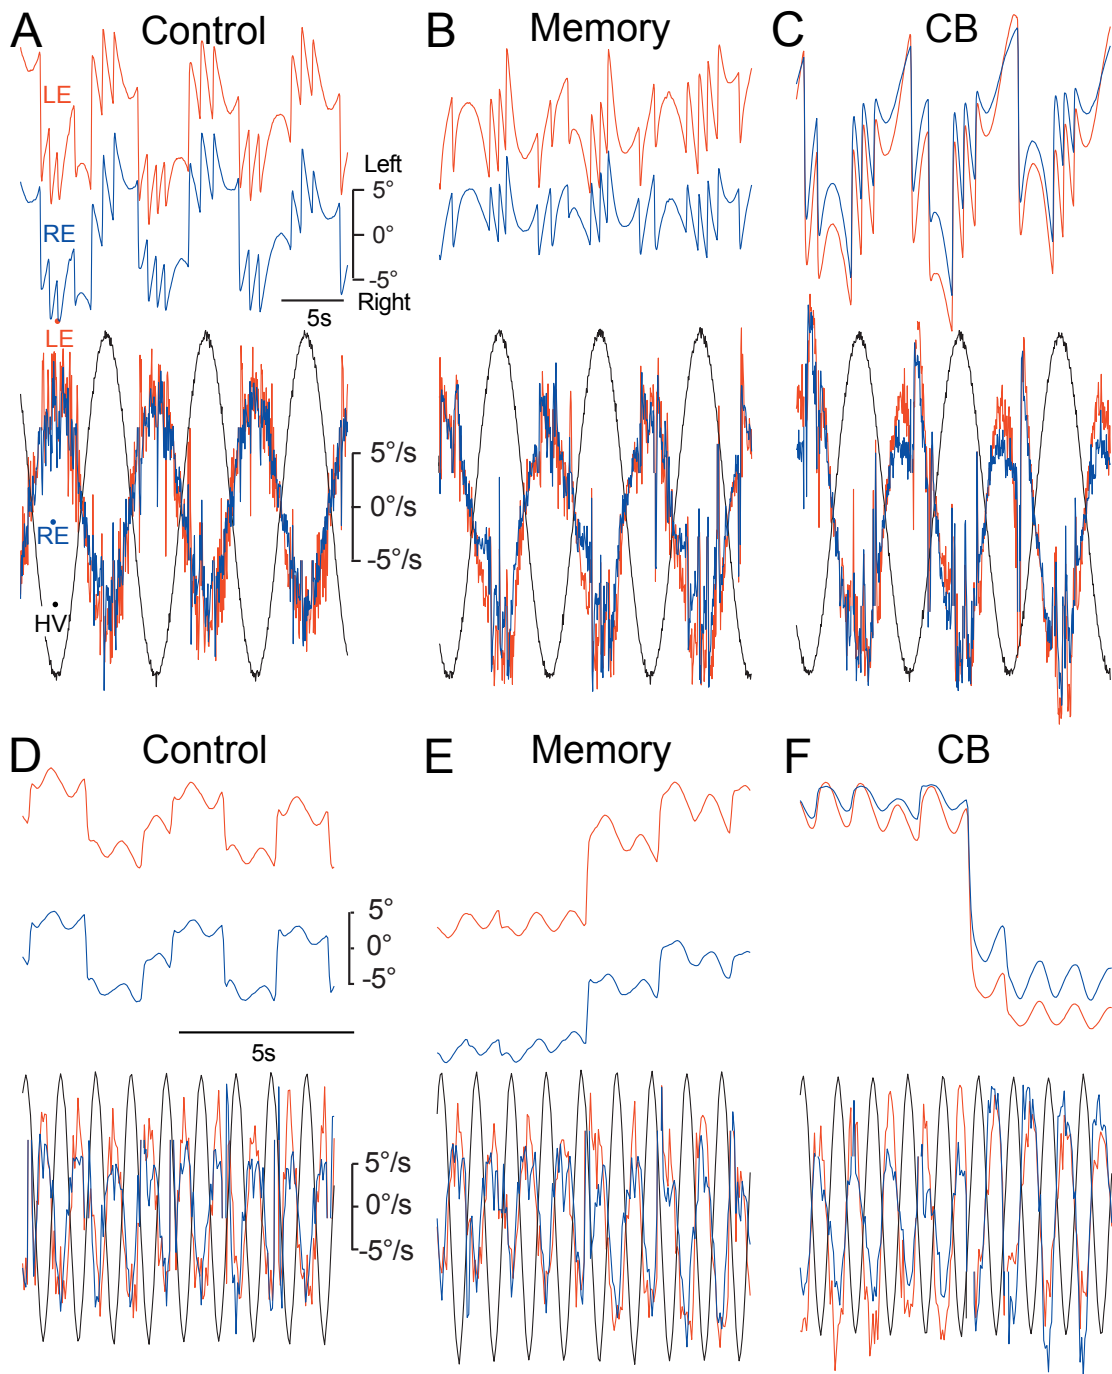 A Control
B Memory
C CB
LE
RE
Left
5°
0°
-5°
Right
5s
LE
RE
HV
5°/s
0°/s
-5°/s
D Control
E Memory
F CB
5°
0°
-5°
5s
5°/s
0°/s
-5°/s